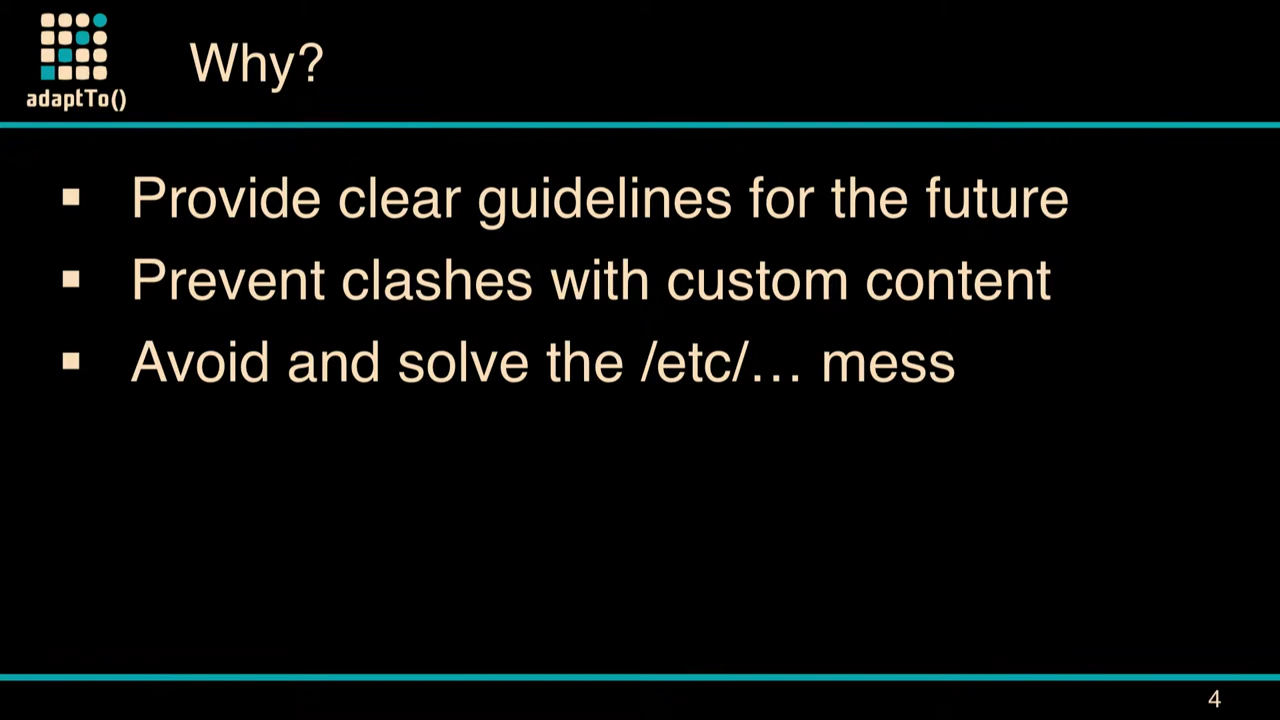 adaptTo()
Why?
▪ Provide clear guidelines for the future
▪ Prevent clashes with custom content
▪ Avoid and solve the /etc/… mess
4